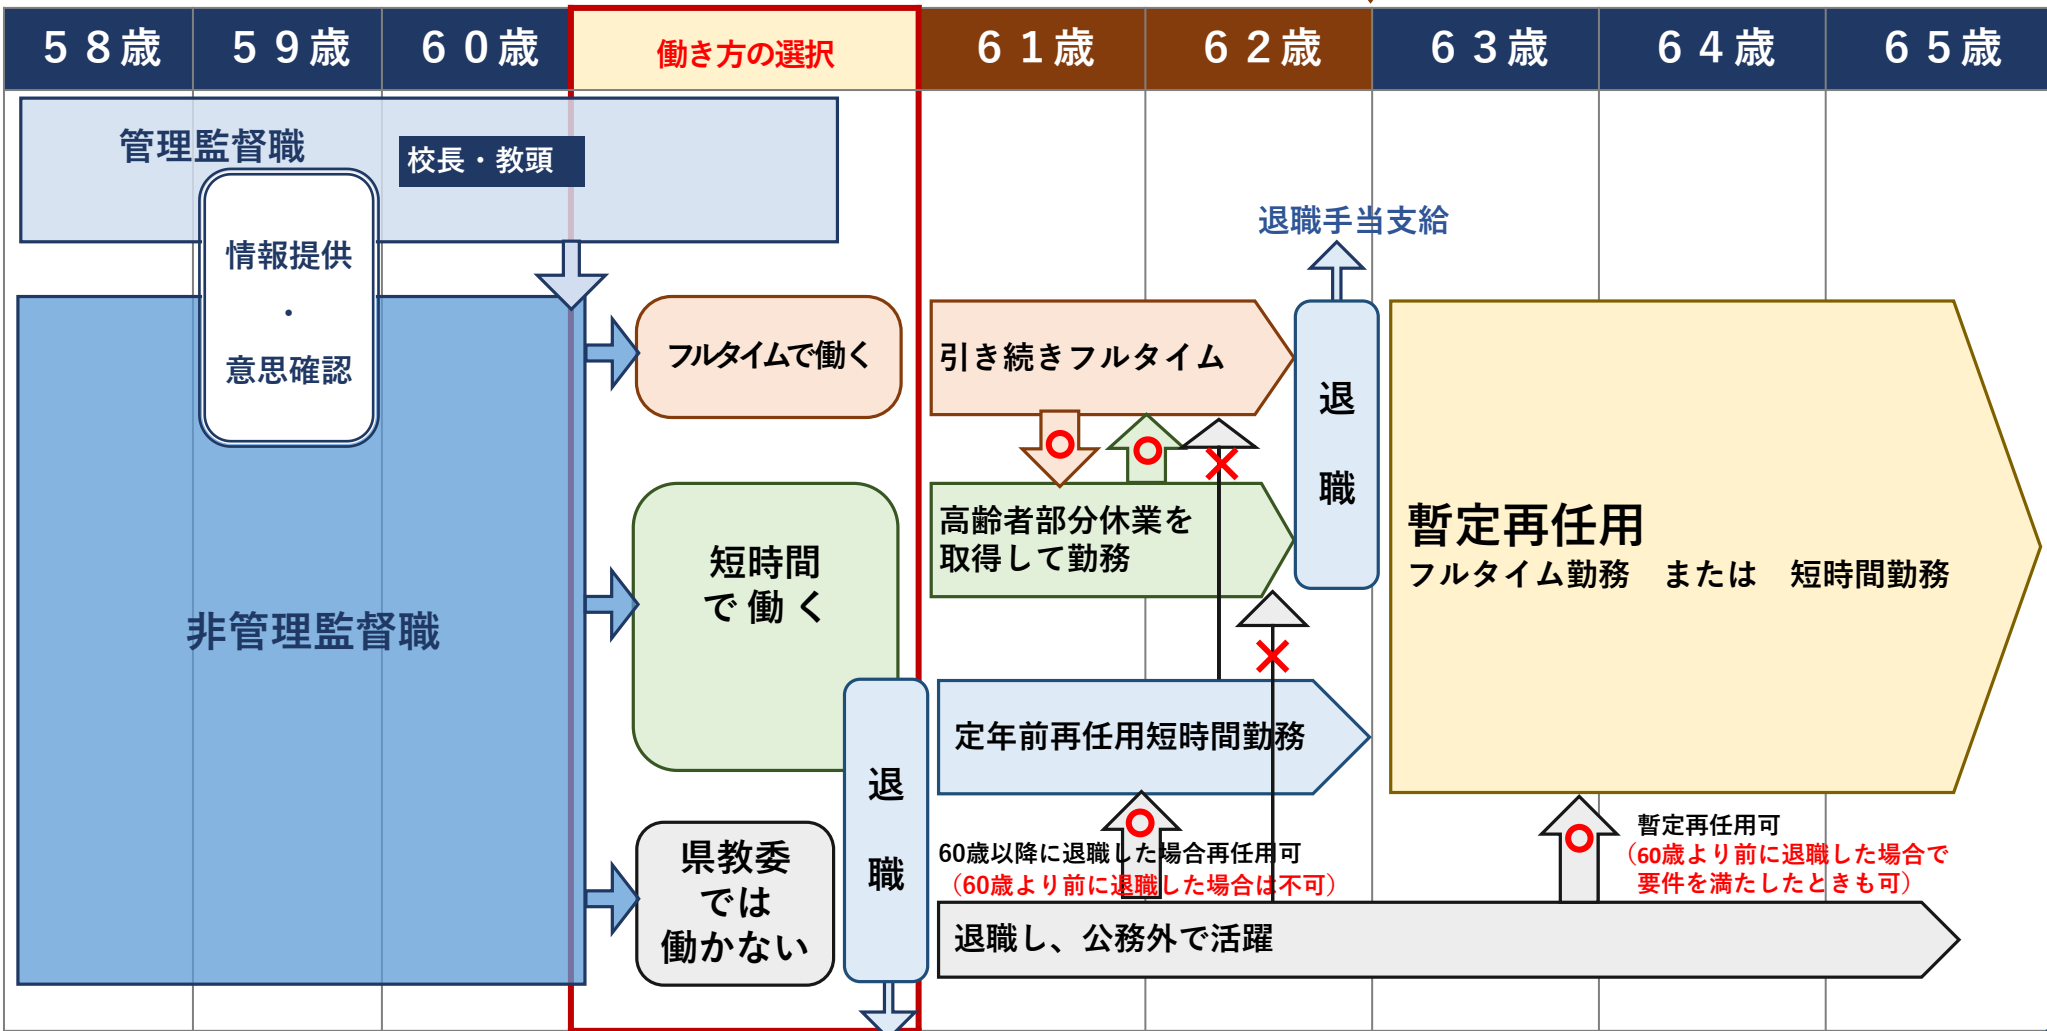 ５８歳
５９歳
６０歳
働き方の選択
６１歳
６２歳
６３歳
６４歳
６５歳
管理監督職
校長・教頭
情報提供
・
意思確認
非管理監督職
フルタイムで働く
短時間
で働く
県教委
では
働かない
退
職
退職手当支給
引き続きフルタイム
高齢者部分休業を
取得して勤務
退
職
定年前再任用短時間勤務
60歳以降に退職した場合再任用可
（60歳より前に退職した場合は不可）
退職し、公務外で活躍
暫定再任用
フルタイム勤務　または　短時間勤務
暫定再任用可
（60歳より前に退職した場合で
要件を満たしたときも可）